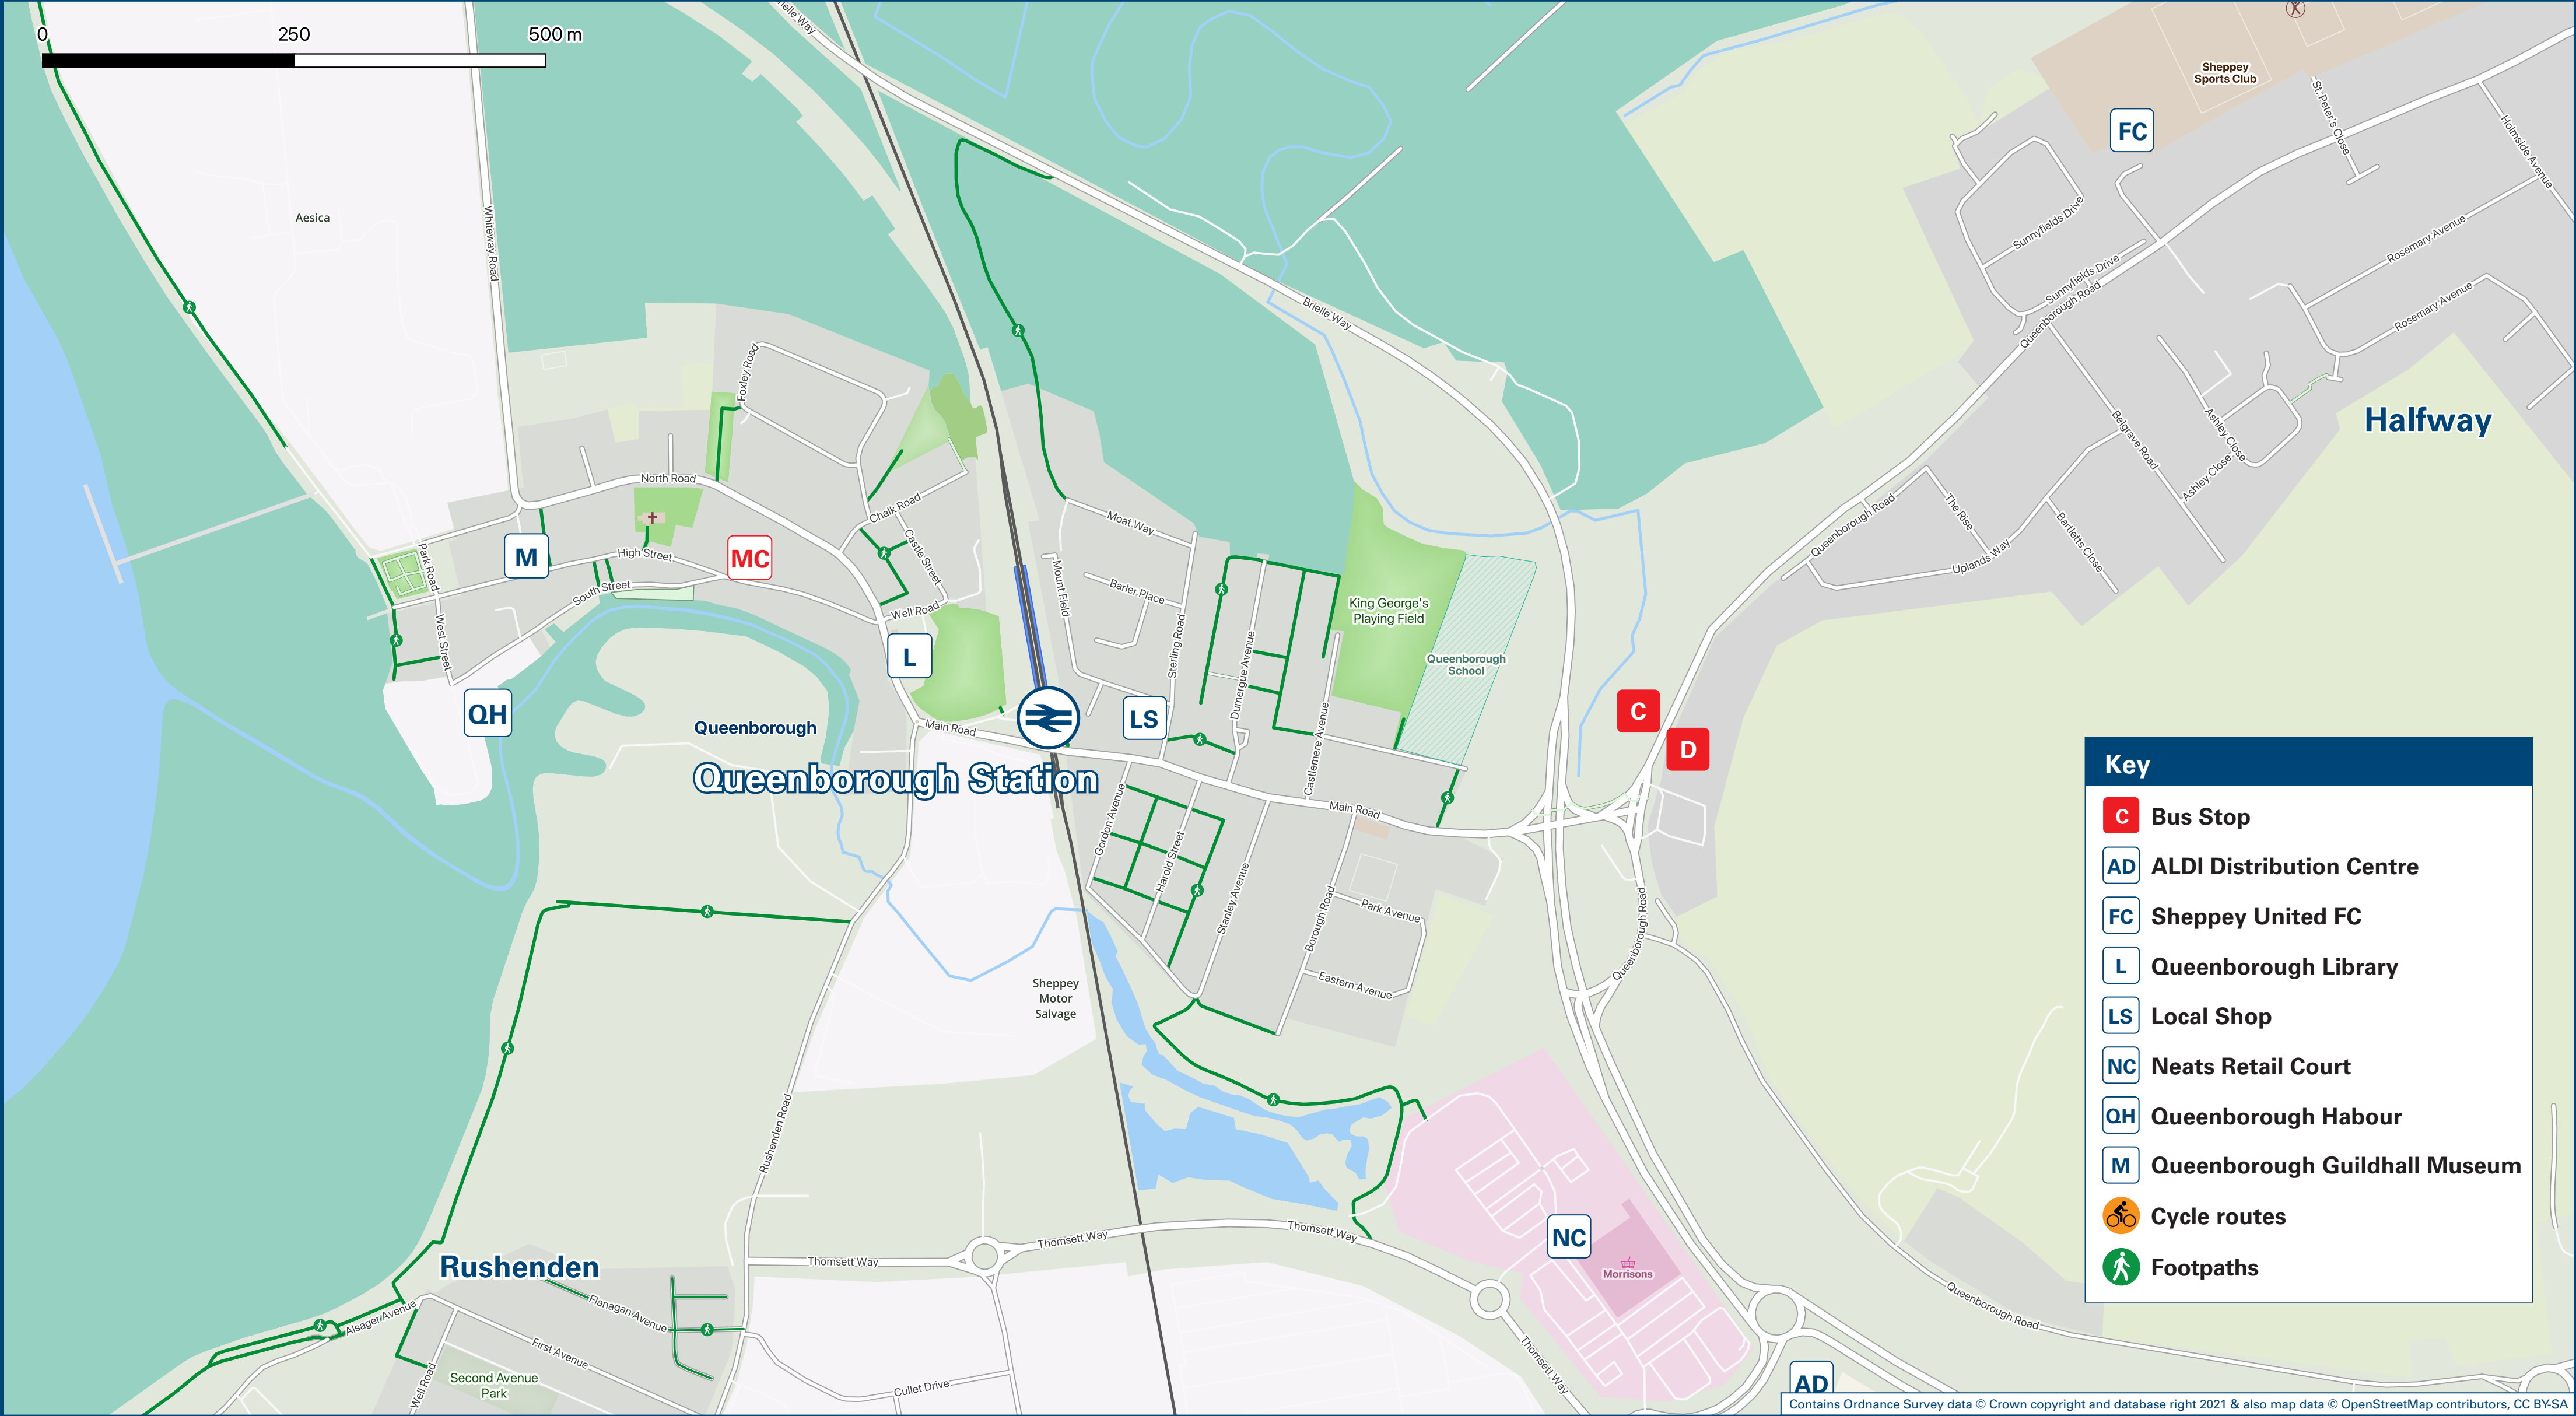 0 250 500 m
Brielle Way
Sheppey
Sports Club
FC
St. Peter's Close
Holmside Avenue
Aesica
Whiteway Road
Sunnyfields Drive
Sunnyfields Drive
Queenborough Road
Rosemary Avenue
Rosemary Avenue
Brielle Way
Foxley Road
Halfway
Belgrave Road
Ashley Close
Ashley Close
North Road
Chalk Road
Moat Way
Queenborough Road
The Rise
Bartletts Close
Uplands Way
M
MC
High Street
Park Road
South Street
Castle Street
Well Road
Mount Field
Barler Place
Sterling Road
Dumergue Avenue
King George's
Playing Field
Queenborough
School
West Street
L
QH
Queenborough
Main Road
LS
Castlemere Avenue
C
D
Queenborough Station
Gordon Avenue
Harold Street
Stanley Avenue
Main Road
Borough Road
Park Avenue
Eastern Avenue
Queenborough Road
Sheppey
Motor
Salvage
Rushenden Road
Thomsett Way
Thomsett Way
Thomsett Way
NC
Morrisons
Rushenden
Flanagan Avenue
Alsager Avenue
First Avenue
Second Avenue
Park
Well Road
Cullet Drive
Thomsett Way
Queenborough Road
AD
Key
C Bus Stop
AD ALDI Distribution Centre
FC Sheppey United FC
L Queenborough Library
LS Local Shop
NC Neats Retail Court
QH Queenborough Habour
M Queenborough Guildhall Museum
Cycle routes
Footpaths
Contains Ordnance Survey data © Crown copyright and database right 2021 & also map data © OpenStreetMap contributors, CC BY-SA